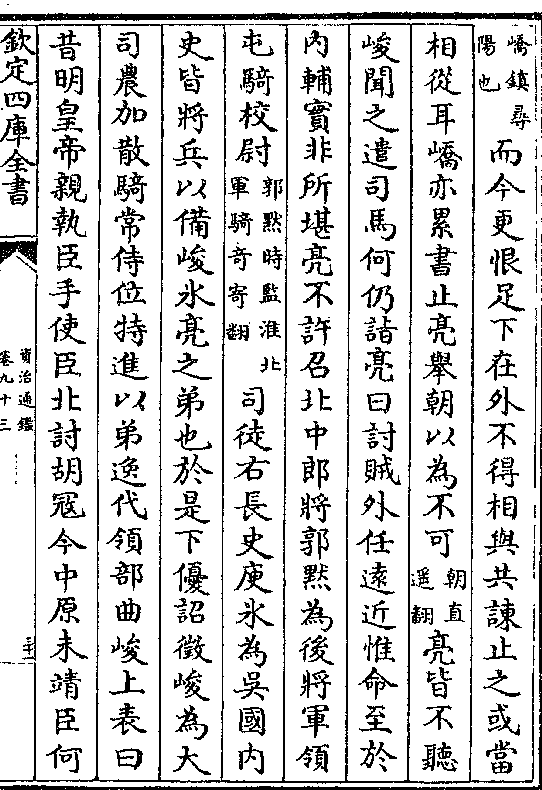 嶠鎮尋陽也而今更恨足下在外不得相與共諫止之或當
相從耳嶠亦累書止亮舉朝以為不可朝直遥翻亮皆不聽
峻聞之遣司馬何仍詣亮曰討賊外任遠近惟命至於
内輔實非所堪亮不許召北中郎將郭黙為後將軍領
屯騎校尉郭黙時監淮北軍騎奇寄翻司徒右長史庾氷為吳國内
史皆將兵以備峻氷亮之弟也於是下優詔徵峻為大
司農加散騎常侍位特進以弟逸代領部曲峻上表曰
昔明皇帝親執臣手使臣北討胡寇今中原未靖臣何
欽定四庫全書
資治通鑑
卷九十三